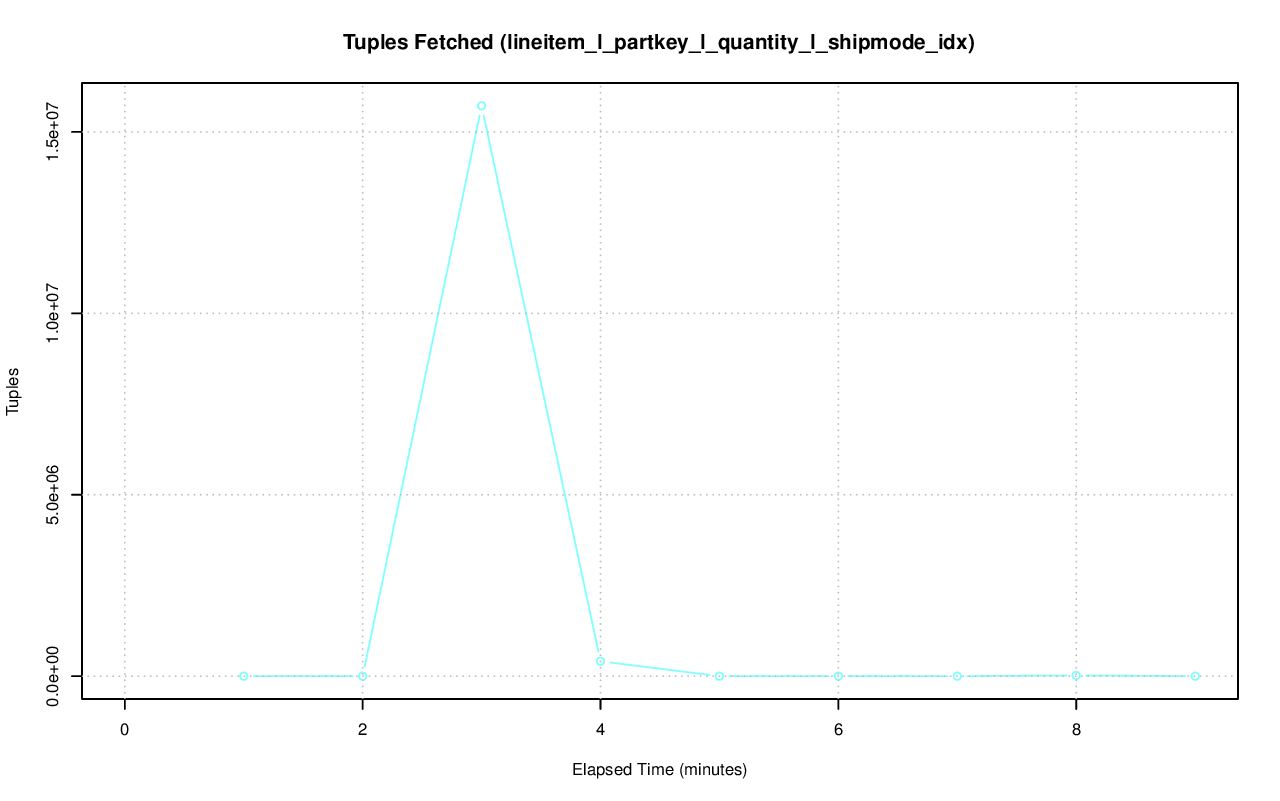 Tuples Fetched (lineitem_l_partkey_l_quantity_l_shipmode_idx)
1.5e+07
1.0e+07
5.0e+06
0.0e+00
Tuples
0 2 4 6 8
Elapsed Time (minutes)